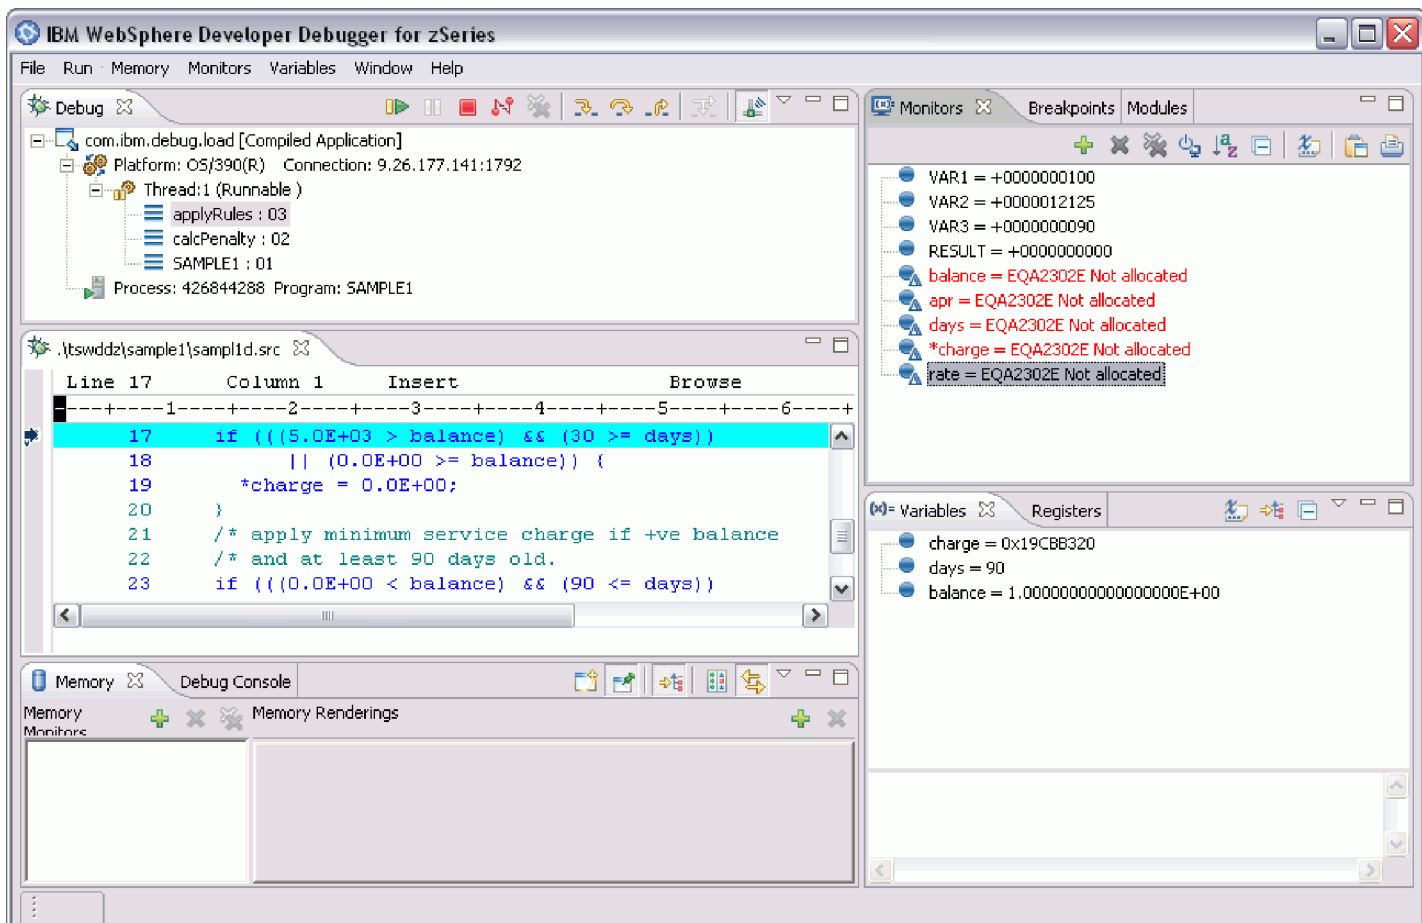 IBM WebSphere Developer Debugger for zSeries
File Run Memory Monitors Variables Window Help
Debug
com.ibm.debug.load [Compiled Application]
Platform: OS/390(R) Connection: 9.26.177.141:1792
Thread:1 (Runnable )
applyRules : 03
calcPenalty : 02
SAMPLE1 : 01
Process: 426844288 Program: SAMPLE1
.\tswddz\sample1\sampl1d.src
Line 17 Column 1 Insert Browse
----+----1----+----2----+----3----+----4----+----5----+----6----+
17 if (((5.0E+03 > balance) && (30 >= days))
18 || (0.0E+00 >= balance)) {
19 *charge = 0.0E+00;
20 }
21 /* apply minimum service charge if +ve balance
22 /* and at least 90 days old.
23 if (((0.0E+00 < balance) && (90 <= days))
Memory Debug Console
Memory Monitors
Memory Renderings
Monitors Breakpoints Modules
VAR1 = +0000000100
VAR2 = +0000012125
VAR3 = +0000000090
RESULT = +0000000000
balance = EQA2302E Not allocated
apr = EQA2302E Not allocated
days = EQA2302E Not allocated
*charge = EQA2302E Not allocated
rate = EQA2302E Not allocated
(x)= Variables Registers
charge = 0x19CBB320
days = 90
balance = 1.00000000000000000E+00